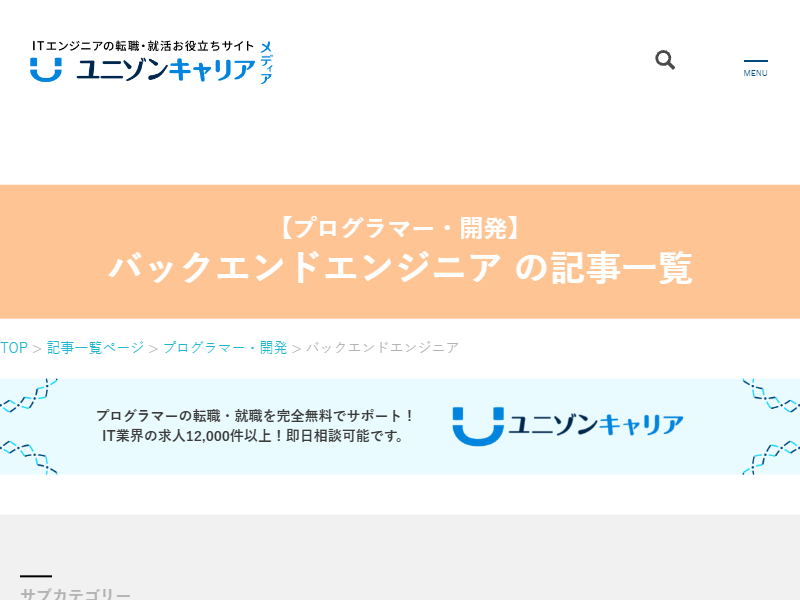 ITエンジニアの転職・就活お役立ちサイト
ユニゾンキャリア
メディア
MENU
【プログラマー・開発】
バックエンドエンジニア の記事一覧
TOP > 記事一覧ページ > プログラマー・開発 > バックエンドエンジニア
プログラマーの転職・就職を完全無料でサポート！
IT業界の求人12,000件以上！即日相談可能です。
ユニゾンキャリア
サブカテゴリー